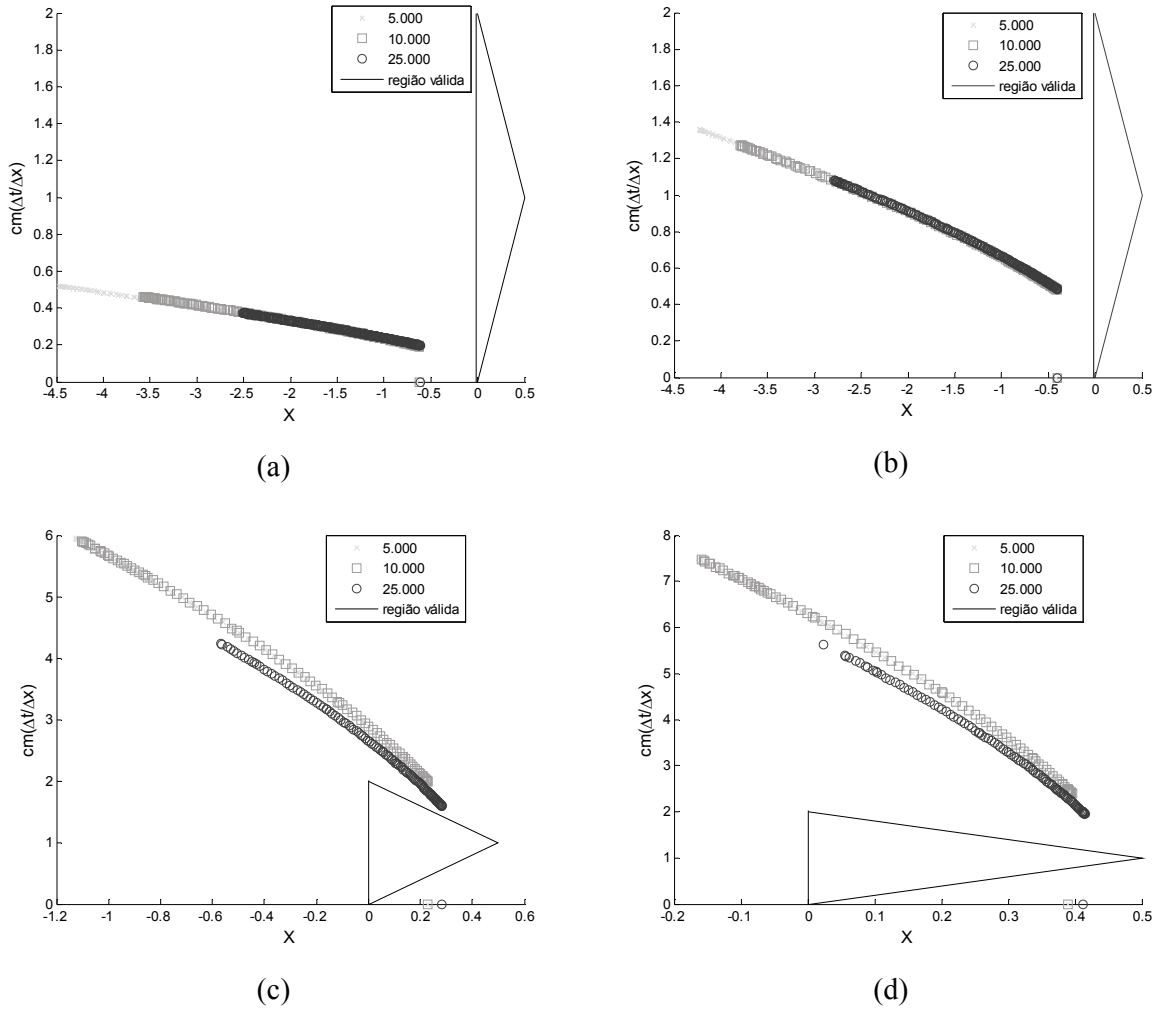 5.000
10.000
25.000
região válida
cm(Δt/Δx)
2
1.8
1.6
1.4
1.2
1
0.8
0.6
0.4
0.2
0
-4.5 -4 -3.5 -3 -2.5 -2 -1.5 -1 -0.5 0 0.5
X
(a)
5.000
10.000
25.000
região válida
cm(Δt/Δx)
2
1.8
1.6
1.4
1.2
1
0.8
0.6
0.4
0.2
0
-4.5 -4 -3.5 -3 -2.5 -2 -1.5 -1 -0.5 0 0.5
X
(b)
5.000
10.000
25.000
região válida
cm(Δt/Δx)
6
5
4
3
2
1
0
-1.2 -1 -0.8 -0.6 -0.4 -0.2 0 0.2 0.4 0.6
X
(c)
5.000
10.000
25.000
região válida
cm(Δt/Δx)
8
7
6
5
4
3
2
1
0
-0.2 -0.1 0 0.1 0.2 0.3 0.4 0.5
X
(d)